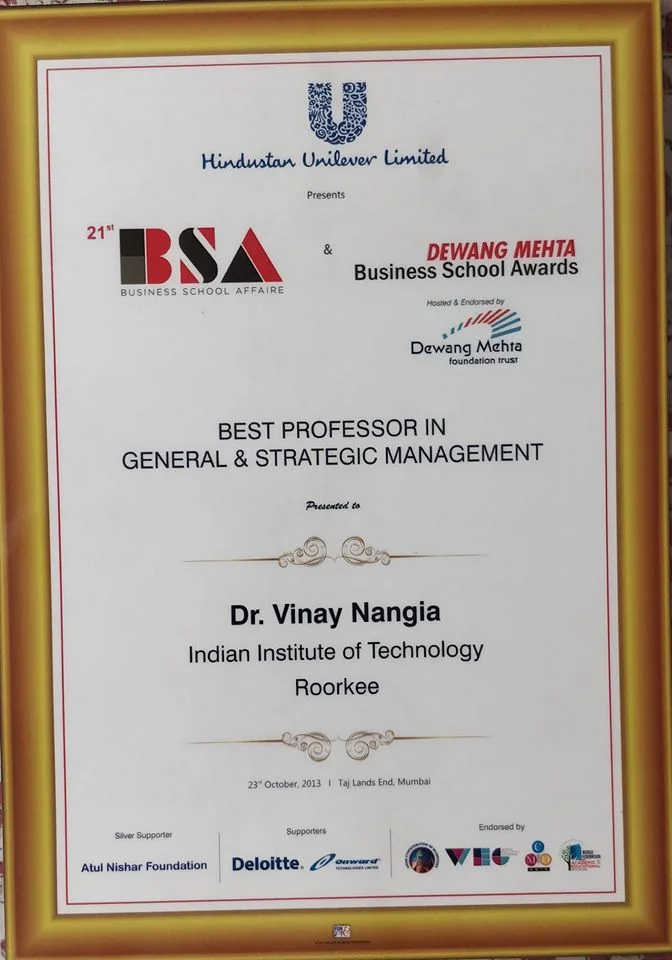 Hindustan Unilever Limited
Presents
21st BSA
BUSINESS SCHOOL AFFAIRE
&
DEWANG MEHTA
Business School Awards
Hosted & Endorsed by
Dewang Mehta
foundation trust
BEST PROFESSOR IN
GENERAL & STRATEGIC MANAGEMENT
Presented to
Dr. Vinay Nangia
Indian Institute of Technology
Roorkee
23rd October, 2013 | Taj Lands End, Mumbai
Silver Supporter
Atul Nishar Foundation
Supporters
Deloitte.
Onward
TECHNOLOGIES LIMITED
Endorsed by
CMO
ASIA